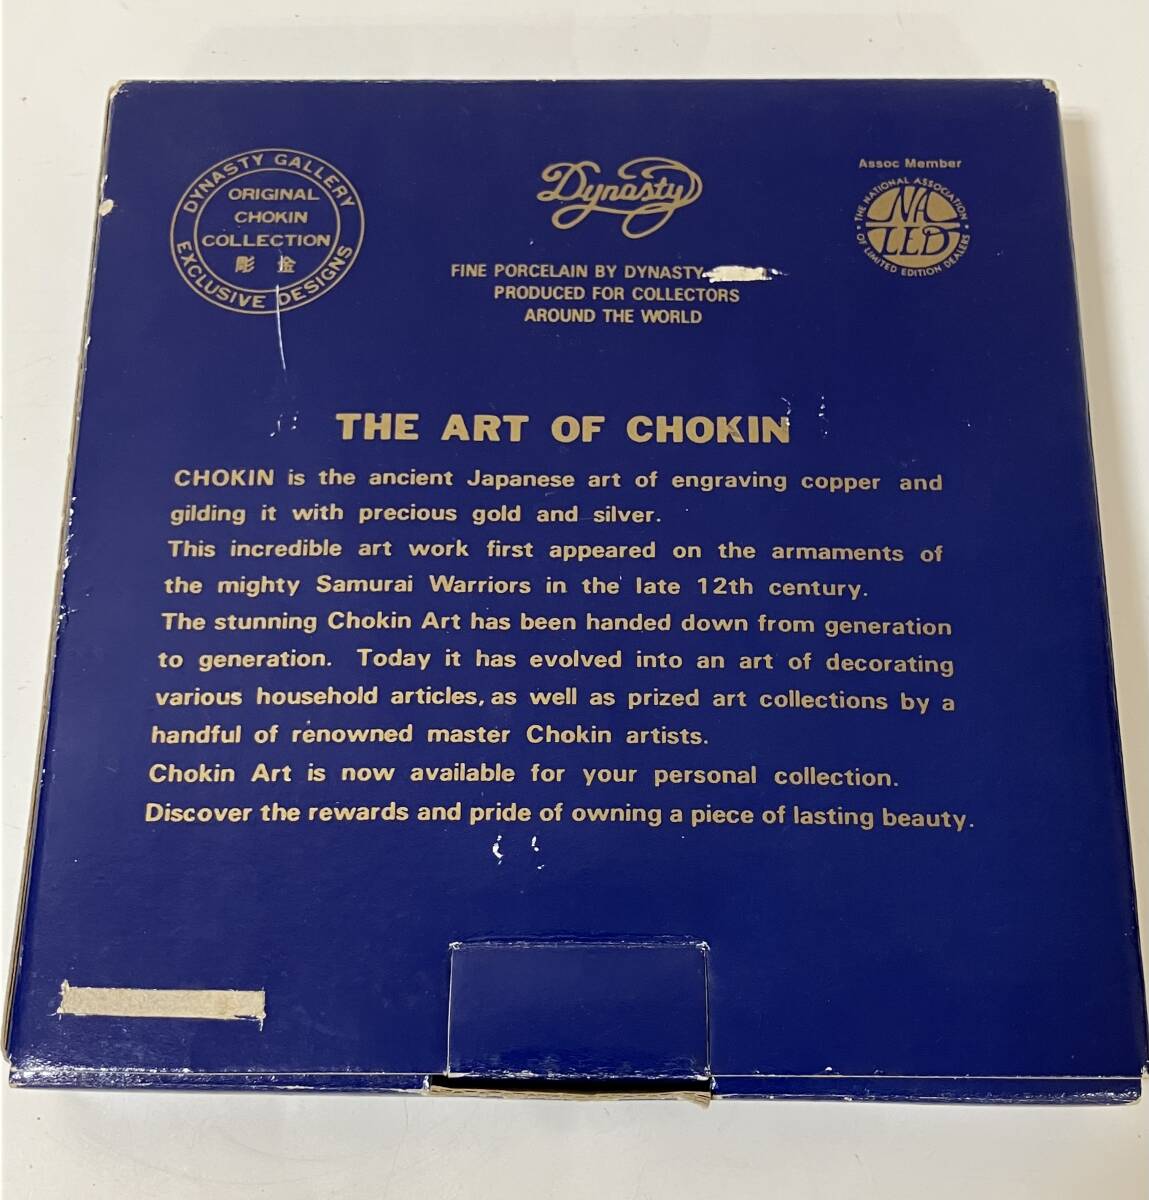 DYNASTY GALLERY
ORIGINAL
CHOKIN
COLLECTION
彫金
EXCLUSIVE DESIGNS
Dynasty
FINE PORCELAIN BY DYNASTY
PRODUCED FOR COLLECTORS
AROUND THE WORLD
Assoc Member
• THE NATIONAL ASSOCIATION
NA
LED
OF LIMITED EDITION DEALERS •
THE ART OF CHOKIN
CHOKIN is the ancient Japanese art of engraving copper and
gilding it with precious gold and silver.
This incredible art work first appeared on the armaments of
the mighty Samurai Warriors in the late 12th century.
The stunning Chokin Art has been handed down from generation
to generation. Today it has evolved into an art of decorating
various household articles, as well as prized art collections by a
handful of renowned master Chokin artists.
Chokin Art is now available for your personal collection.
Discover the rewards and pride of owning a piece of lasting beauty.